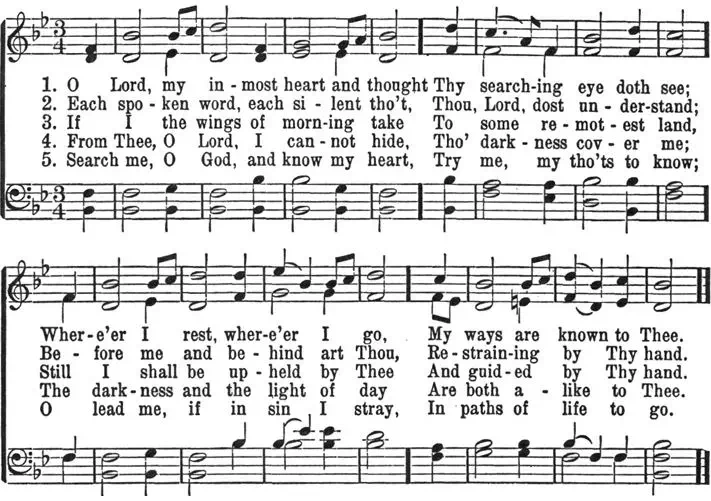 3
4
1. O Lord, my in - most heart and thought Thy search-ing eye doth see;
2. Each spo - ken word, each si - lent tho't, Thou, Lord, dost un - der-stand;
3. If I the wings of morn-ing take To some re - mot - est land,
4. From Thee, O Lord, I can - not hide, Tho' dark - ness cov - er me;
5. Search me, O God, and know my heart, Try me, my tho'ts to know;
3
4
Wher-e'er I rest, wher-e'er I go, My ways are known to Thee.
Be - fore me and be - hind art Thou, Re - strain-ing by Thy hand.
Still I shall be up - held by Thee And guid - ed by Thy hand.
The dark-ness and the light of day Are both a - like to Thee.
O lead me, if in sin I stray, In paths of life to go.